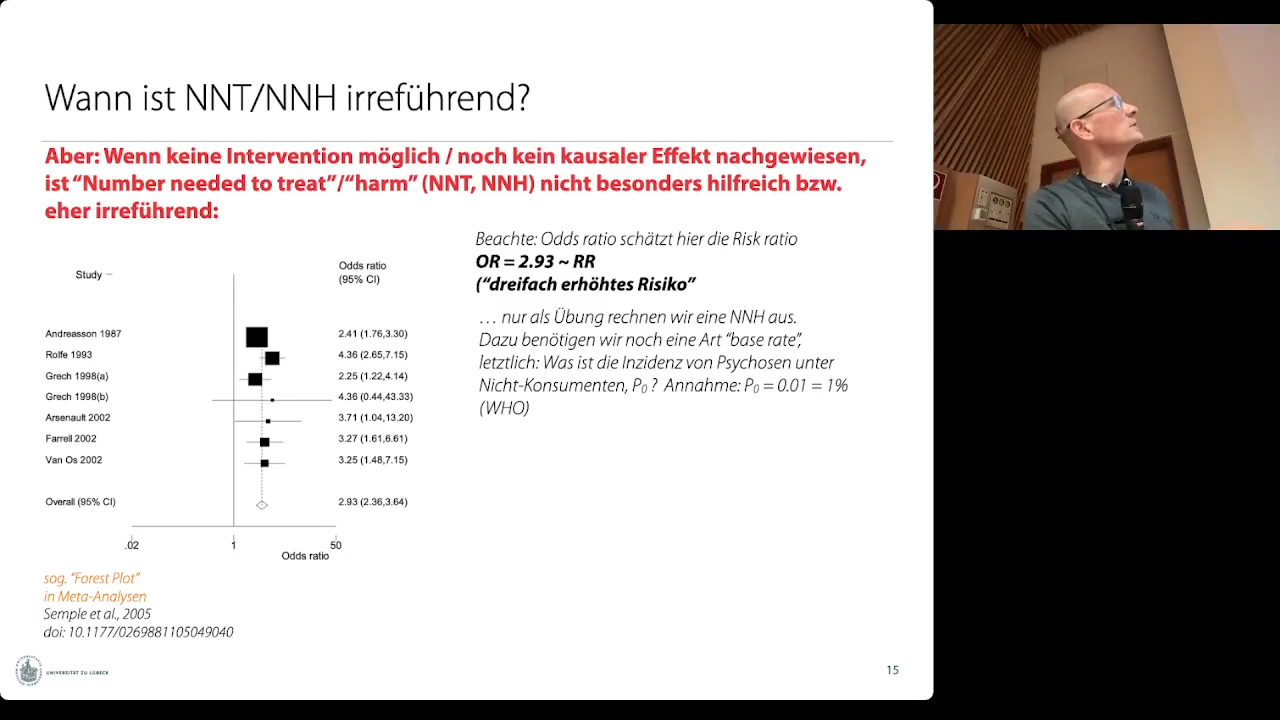 Wann ist NNT/NNH irreführend?
Aber: Wenn keine Intervention möglich / noch kein kausaler Effekt nachgewiesen,
ist “Number needed to treat”/“harm” (NNT, NNH) nicht besonders hilfreich bzw.
eher irreführend:
Study
Odds ratio
(95% CI)
Andreasson 1987 2.41 (1.76,3.30)
Rolfe 1993 4.36 (2.65,7.15)
Grech 1998(a) 2.25 (1.22,4.14)
Grech 1998(b) 4.36 (0.44,43.33)
Arsenault 2002 3.71 (1.04,13.20)
Farrell 2002 3.27 (1.61,6.61)
Van Os 2002 3.25 (1.48,7.15)
Overall (95% CI) 2.93 (2.36,3.64)
.02 1 50
Odds ratio
sog. “Forest Plot”
in Meta-Analysen
Semple et al., 2005
doi: 10.1177/0269881105049040
Beachte: Odds ratio schätzt hier die Risk ratio
OR = 2.93 ~ RR
(“dreifach erhöhtes Risiko”
… nur als Übung rechnen wir eine NNH aus.
Dazu benötigen wir noch eine Art “base rate”,
letztlich: Was ist die Inzidenz von Psychosen unter
Nicht-Konsumenten, P₀ ? Annahme: P₀ = 0.01 = 1%
(WHO)
UNIVERSITÄT ZU LÜBECK
15